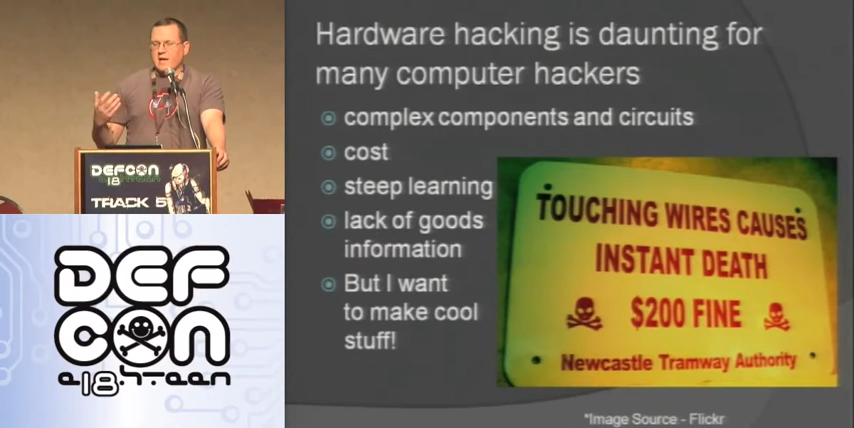 DEFCON
18
TRACK 5
DEF
CON
e18hteen
Hardware hacking is daunting for
many computer hackers
complex components and circuits
cost
steep learning
lack of goods
information
But I want
to make cool
stuff!
TOUCHING WIRES CAUSES
INSTANT DEATH
$200 FINE
Newcastle Tramway Authority
*Image Source - Flickr